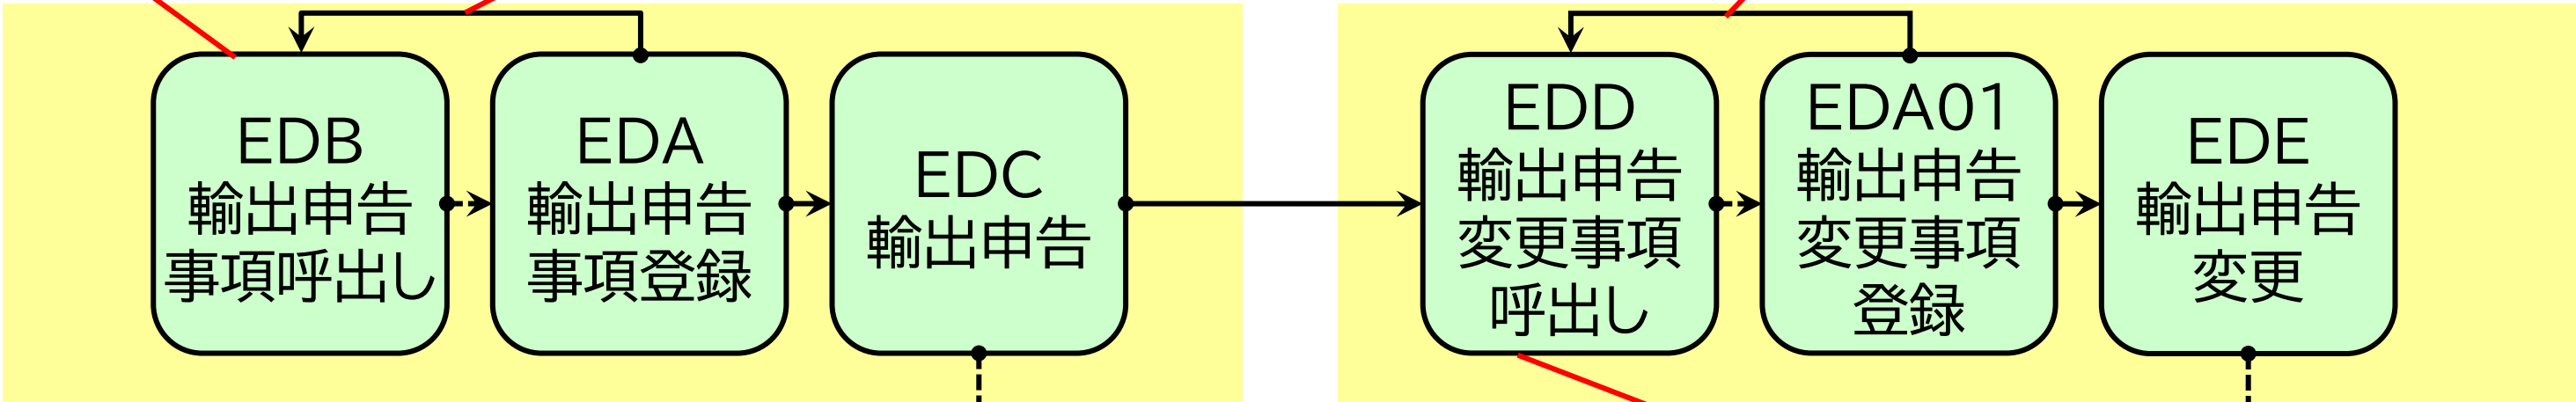 EDB
輸出申告
事項呼出し
EDA
輸出申告
事項登録
EDC
輸出申告
EDD
輸出申告
変更事項
呼出し
EDA01
輸出申告
変更事項
登録
EDE
輸出申告
変更